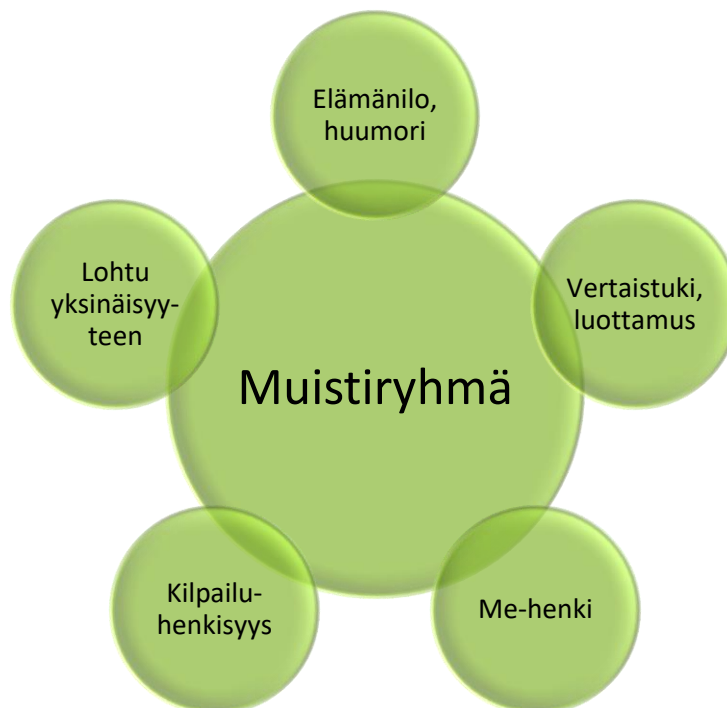 Elämänilo,
huumori
Lohtu
yksinäisyy-
teen
Vertaistuki,
luottamus
Muistiryhmä
Kilpailu-
henkisyys
Me-henki